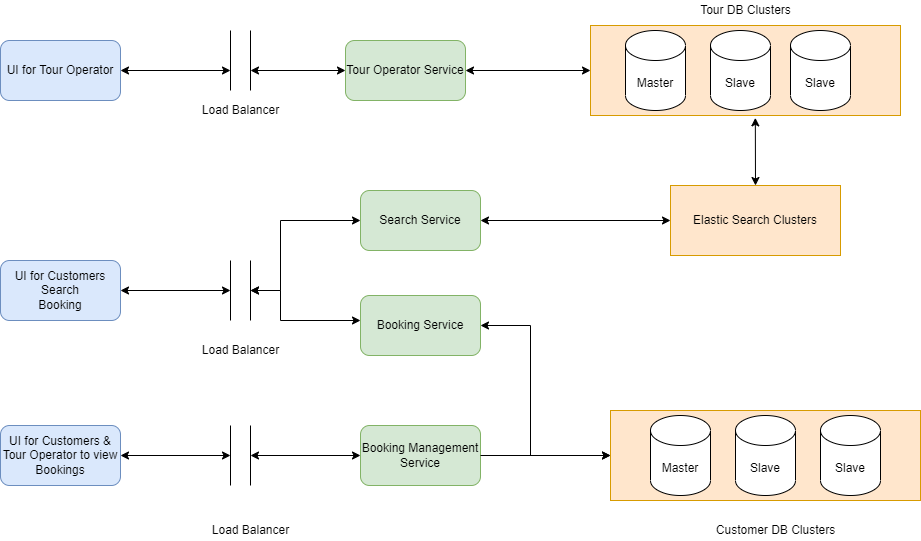 Tour DB Clusters
UI for Tour Operator
Load Balancer
Tour Operator Service
Master
Slave
Slave
Search Service
Elastic Search Clusters
UI for Customers
Search
Booking
Load Balancer
Booking Service
UI for Customers &
Tour Operator to view
Bookings
Booking Management
Service
Master
Slave
Slave
Load Balancer
Customer DB Clusters